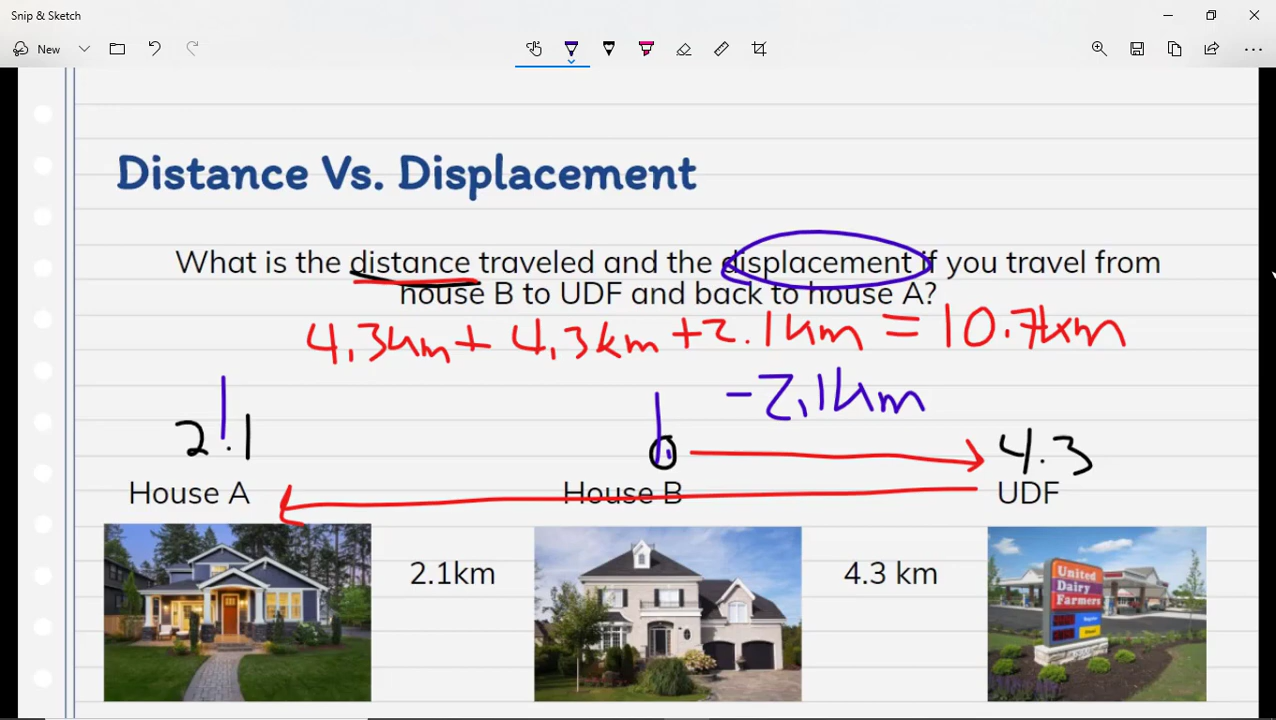 Snip & Sketch
New
Distance Vs. Displacement
What is the distance traveled and the displacement if you travel from
house B to UDF and back to house A?
4.3km + 4.3km + 2.1km = 10.7km
-2.1km
2.1 0 4.3
House A House B UDF
2.1km 4.3 km
United
Dairy
Farmers